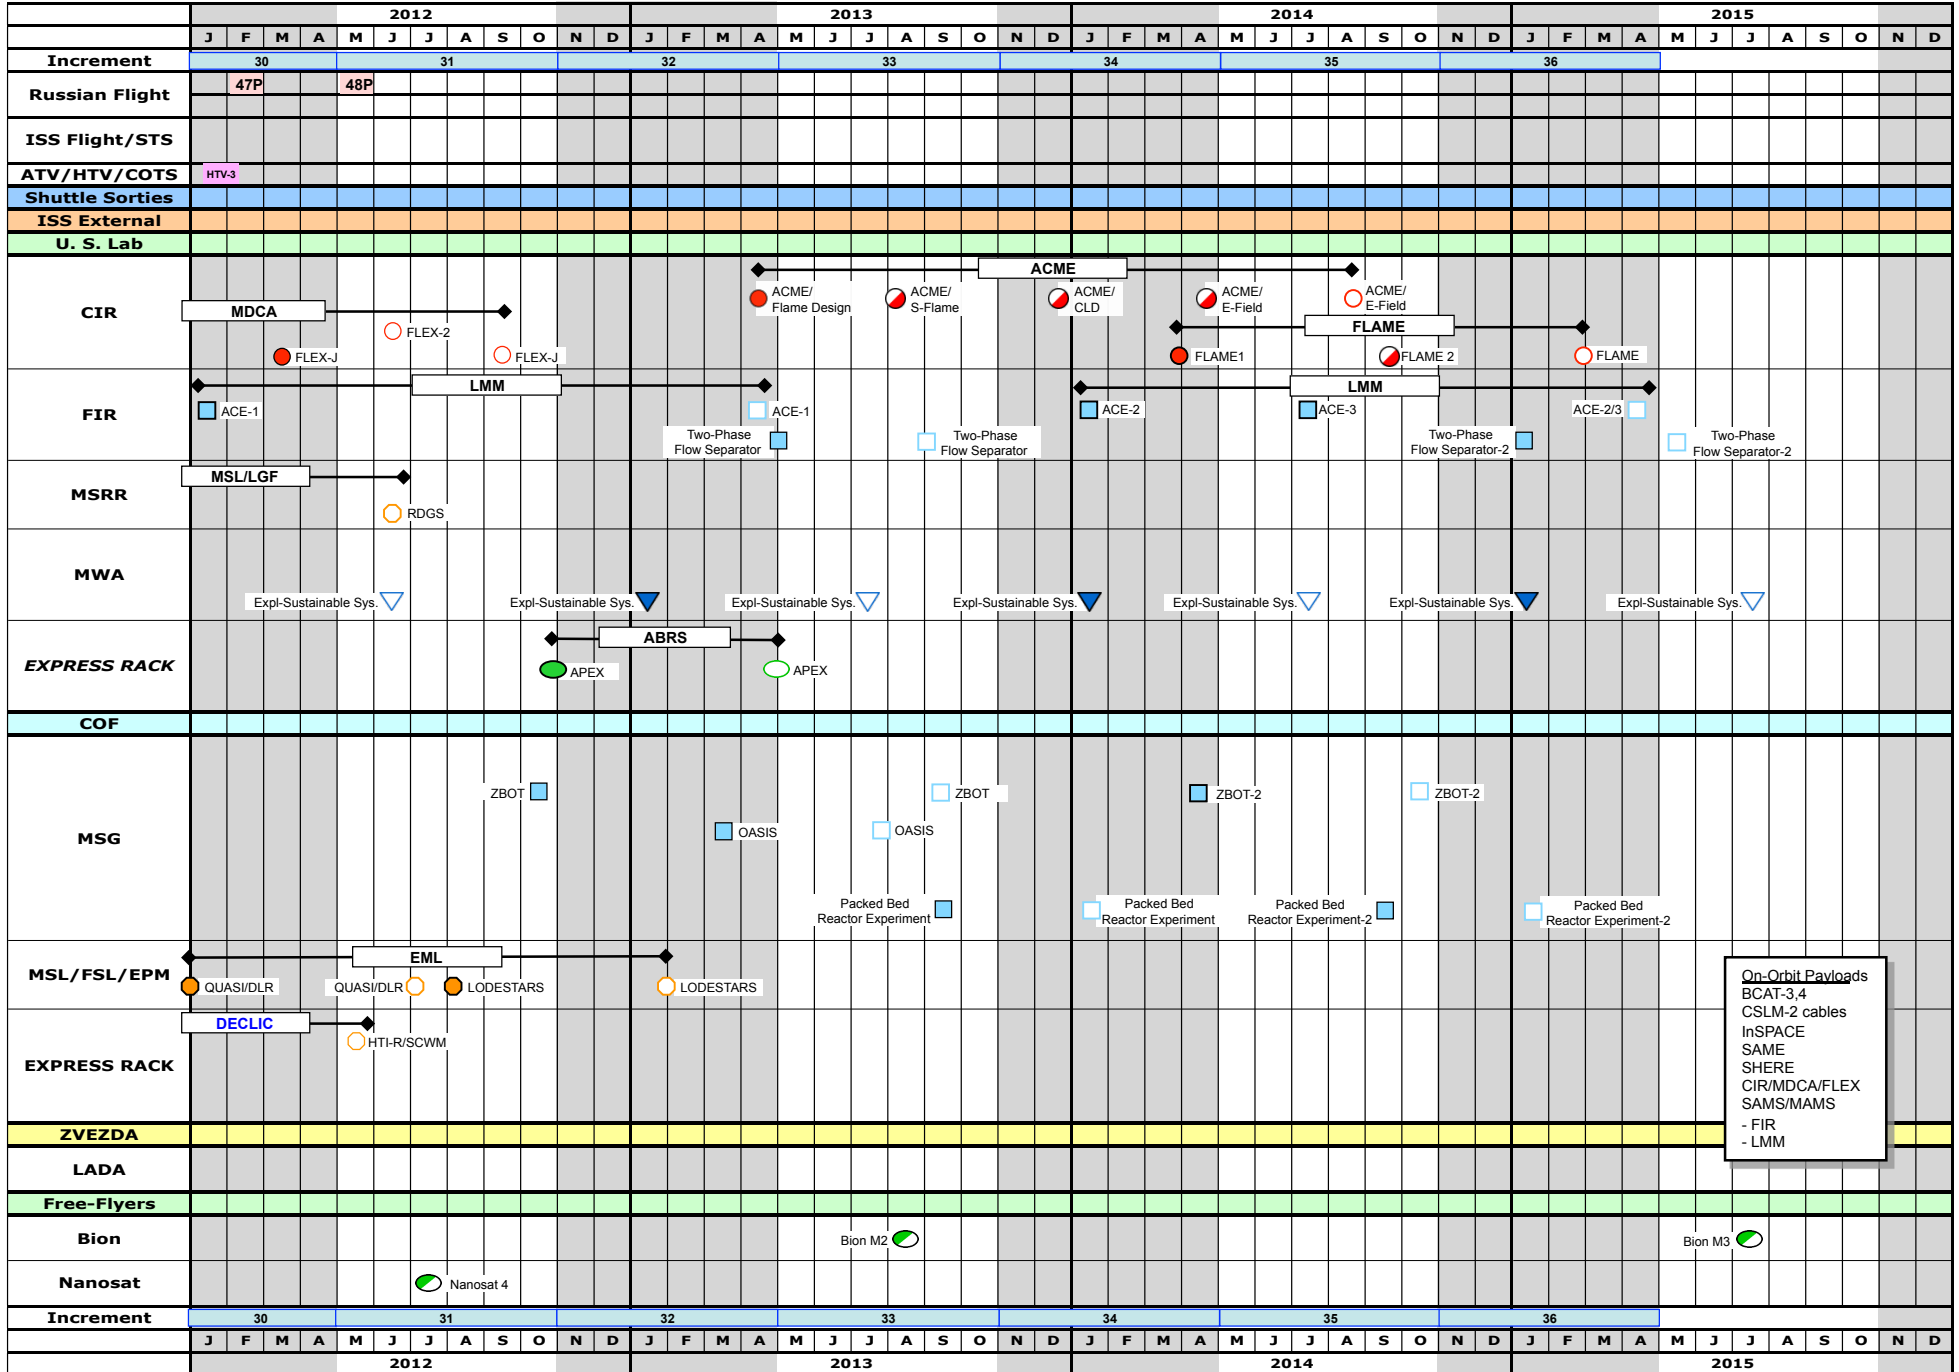 2012 2013 2014 2015
J F M A M J J A S O N D J F M A M J J A S O N D J F M A M J J A S O N D J F M A M J J A S O N D
Increment 30 31 32 33 34 35 36
Russian Flight 47P 48P
ISS Flight/STS
ATV/HTV/COTS HTV-3
Shuttle Sorties
ISS External
U. S. Lab
CIR
ACME
ACME/
Flame Design
ACME/
S-Flame
ACME/
CLD
ACME/
E-Field
ACME/
E-Field
MDCA
FLEX-2
FLEX-J
FLEX-J
FLAME
FLAME1
FLAME 2
FLAME
FIR
LMM
LMM
ACE-1
ACE-1
ACE-2
ACE-3
ACE-2/3
Two-Phase
Flow Separator
Two-Phase
Flow Separator
Two-Phase
Flow Separator-2
Two-Phase
Flow Separator-2
MSRR
MSL/LGF
RDGS
MWA
Expl-Sustainable Sys.
Expl-Sustainable Sys.
Expl-Sustainable Sys.
Expl-Sustainable Sys.
Expl-Sustainable Sys.
Expl-Sustainable Sys.
Expl-Sustainable Sys.
EXPRESS RACK
ABRS
APEX
APEX
COF
MSG
ZBOT
ZBOT
ZBOT-2
ZBOT-2
OASIS
OASIS
Packed Bed
Reactor Experiment
Packed Bed
Reactor Experiment
Packed Bed
Reactor Experiment-2
Packed Bed
Reactor Experiment-2
MSL/FSL/EPM
EML
QUASI/DLR
QUASI/DLR
LODESTARS
LODESTARS
EXPRESS RACK
DECLIC
HTI-R/SCWM
On-Orbit Payloads
BCAT-3,4
CSLM-2 cables
InSPACE
SAME
SHERE
CIR/MDCA/FLEX
SAMS/MAMS
- FIR
- LMM
ZVEZDA
LADA
Free-Flyers
Bion
Bion M2
Bion M3
Nanosat
Nanosat 4
Increment 30 31 32 33 34 35 36
J F M A M J J A S O N D J F M A M J J A S O N D J F M A M J J A S O N D J F M A M J J A S O N D
2012 2013 2014 2015